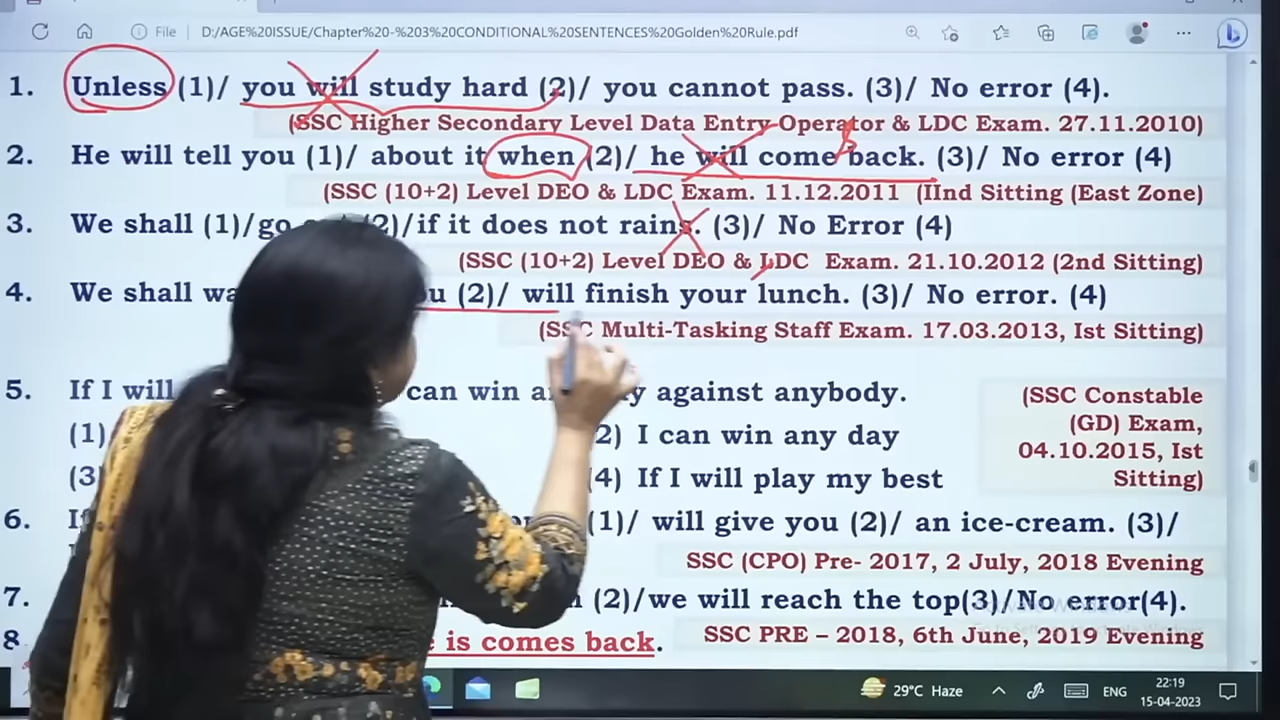 File D:/AGE%20ISSUE/Chapter%20-%203%20CONDITIONAL%20SENTENCES%20Golden%20Rule.pdf
1. Unless (1)/ you will study hard (2)/ you cannot pass. (3)/ No error (4).
(SSC Higher Secondary Level Data Entry Operator & LDC Exam. 27.11.2010)
2. He will tell you (1)/ about it when (2)/ he will come back. (3)/ No error (4)
(SSC (10+2) Level DEO & LDC Exam. 11.12.2011 (IInd Sitting (East Zone)
3. We shall (1)/go 2)/if it does not rains. (3)/ No Error (4)
(SSC (10+2) Level DEO & LDC Exam. 21.10.2012 (2nd Sitting)
4. We shall (2)/ will finish your lunch. (3)/ No error. (4)
(SSC Multi-Tasking Staff Exam. 17.03.2013, Ist Sitting)
5. If I will can win against anybody.
(SSC Constable
(GD) Exam,
04.10.2015, Ist
Sitting)
(1) 2) I can win any day
(3 (4) If I will play my best
6. (1)/ will give you (2)/ an ice-cream. (3)/
SSC (CPO) Pre- 2017, 2 July, 2018 Evening
7. (2)/we will reach the top(3)/No error(4).
8 is comes back. SSC PRE – 2018, 6th June, 2019 Evening
29°C Haze
ENG
22:19
15-04-2023